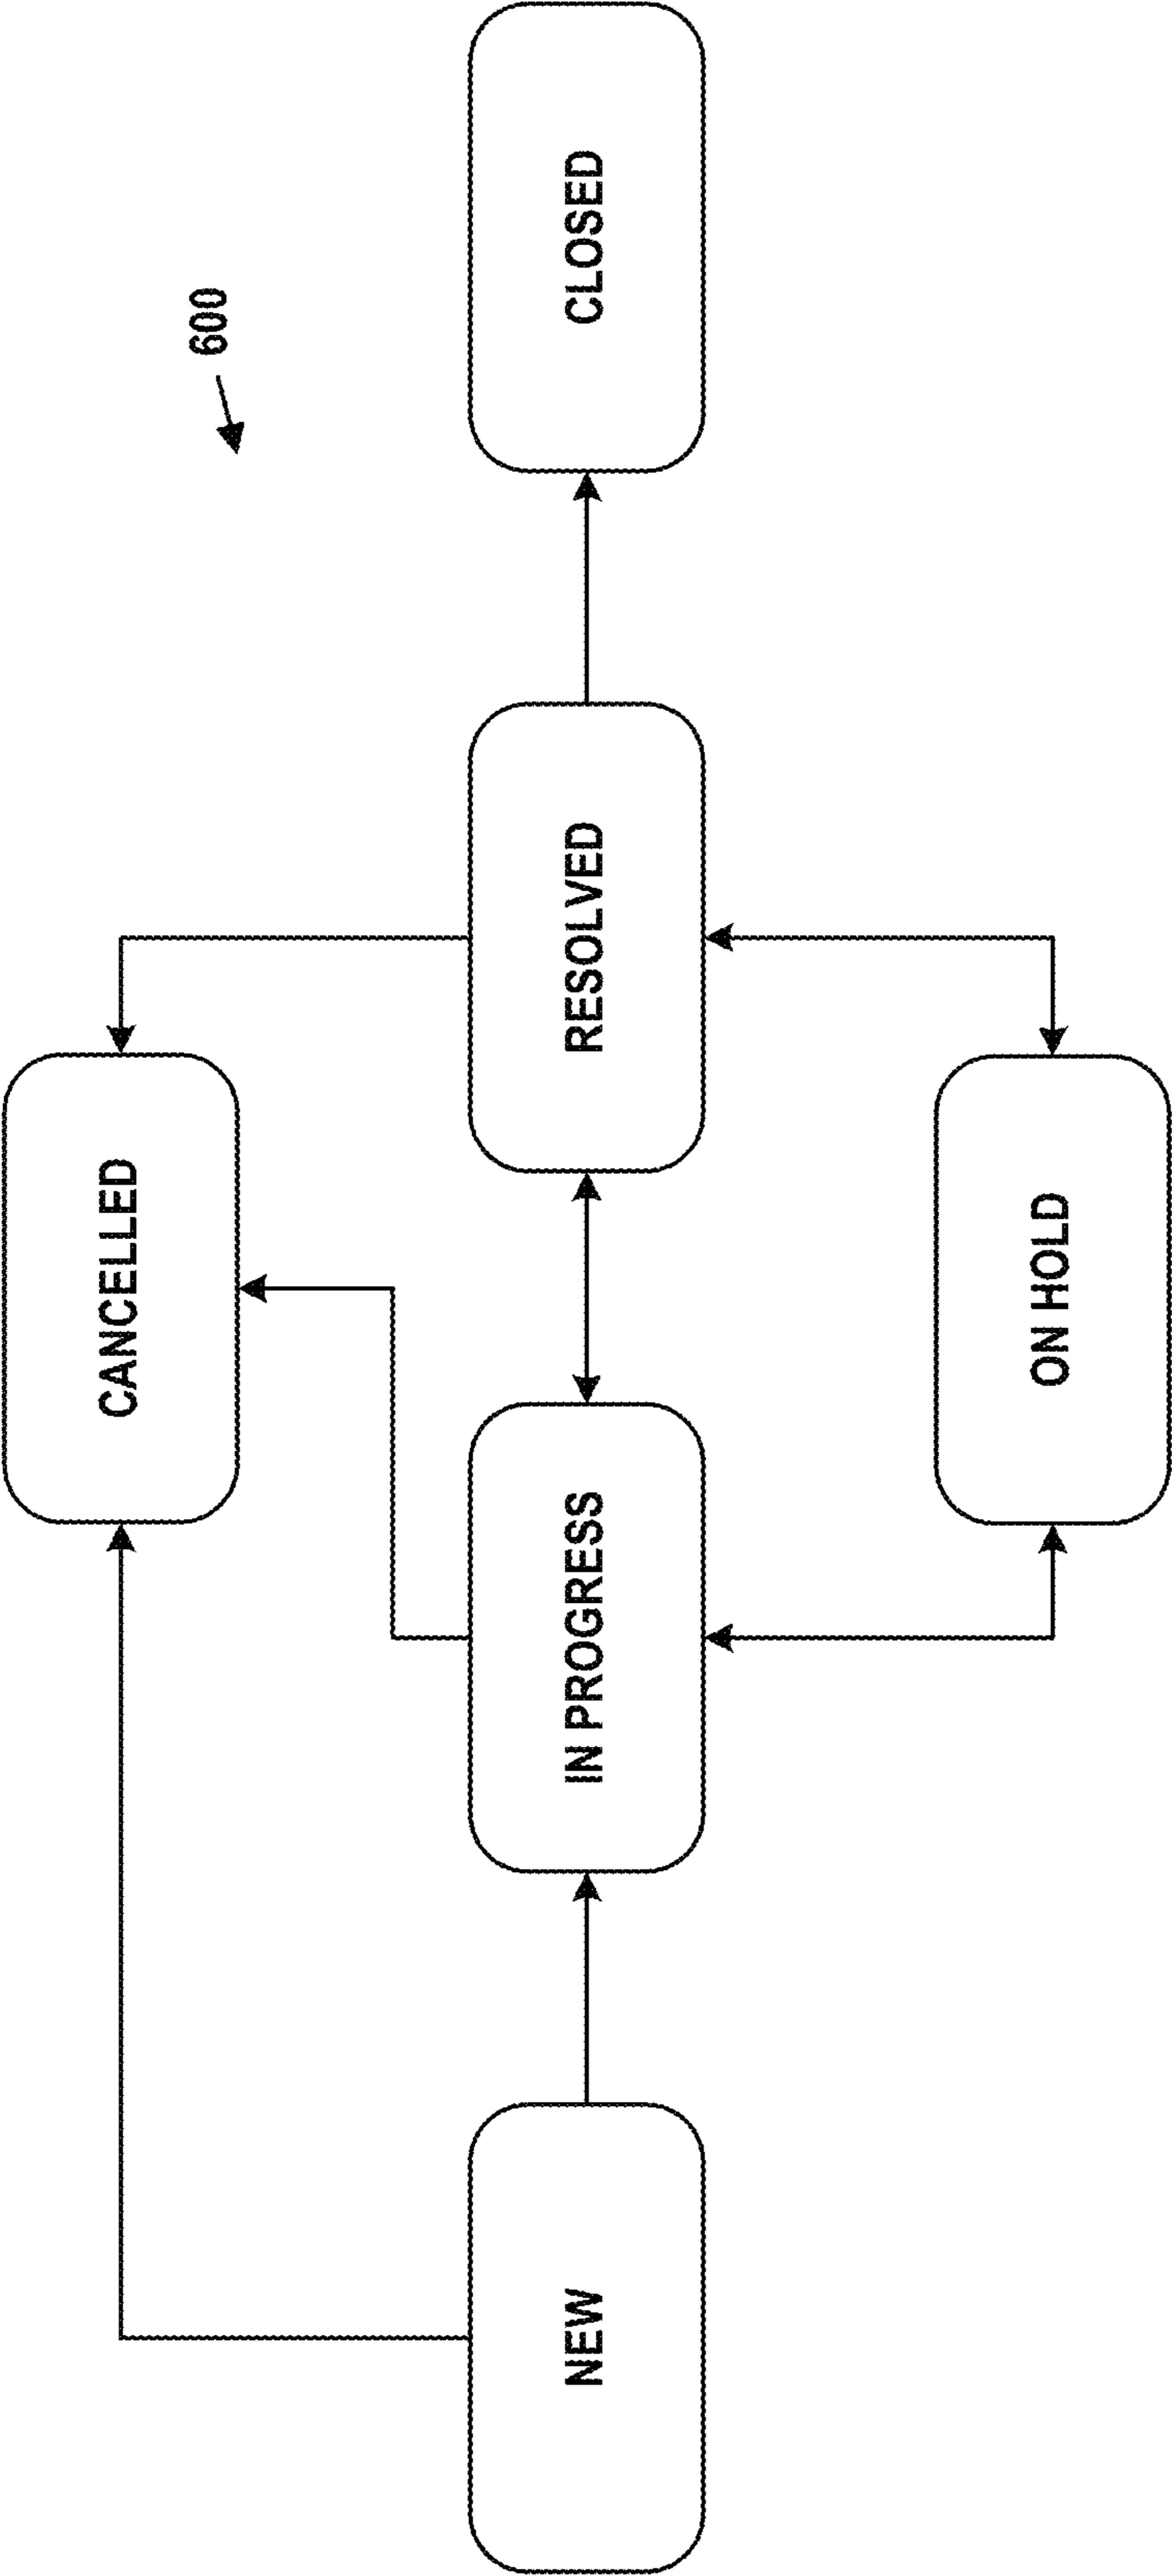 600
CANCELLED
NEW
IN PROGRESS
RESOLVED
CLOSED
ON HOLD